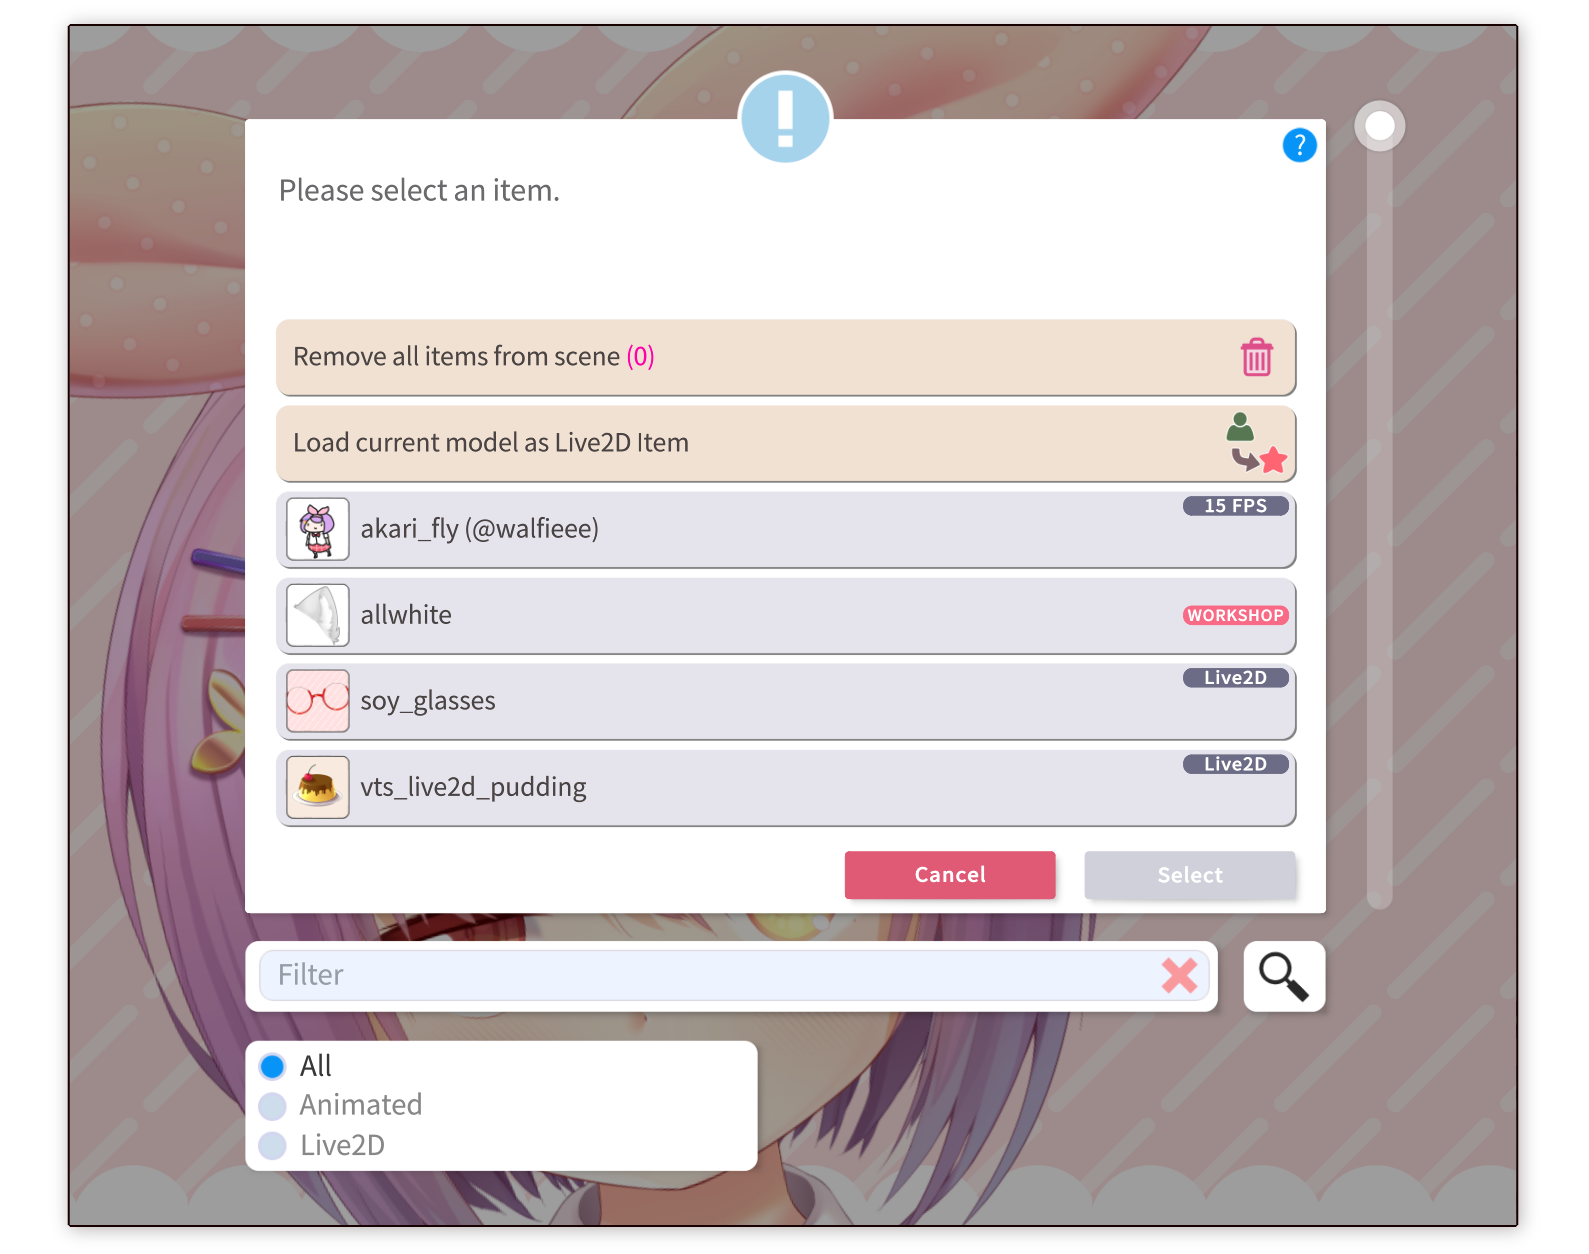 ?
Please select an item.
Remove all items from scene (0)
Load current model as Live2D Item
15 FPS
akari_fly (@walfieee)
allwhite
WORKSHOP
Live2D
soy_glasses
Live2D
vts_live2d_pudding
Cancel
Select
Filter
All
Animated
Live2D